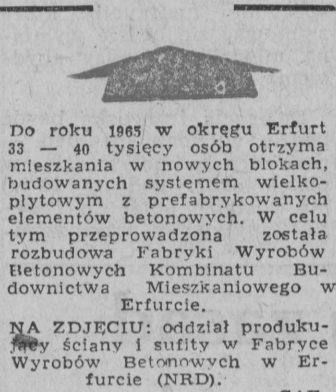 Do roku 1965 w okręgu Erfurt
33 — 40 tysięcy osób otrzyma
mieszkania w nowych blokach,
budowanych systemem wielko-
płytowym z prefabrykowanych
elementów betonowych. W celu
tym przeprowadzona została
rozbudowa Fabryki Wyrobów
Betonowych Kombinatu Bu-
downictwa Mieszkaniowego w
Erfurcie.
NA ZDJĘCIU: oddział produku-
jący ściany i sufity w Fabryce
Wyrobów Betonowych w Er-
furcie (NRD).